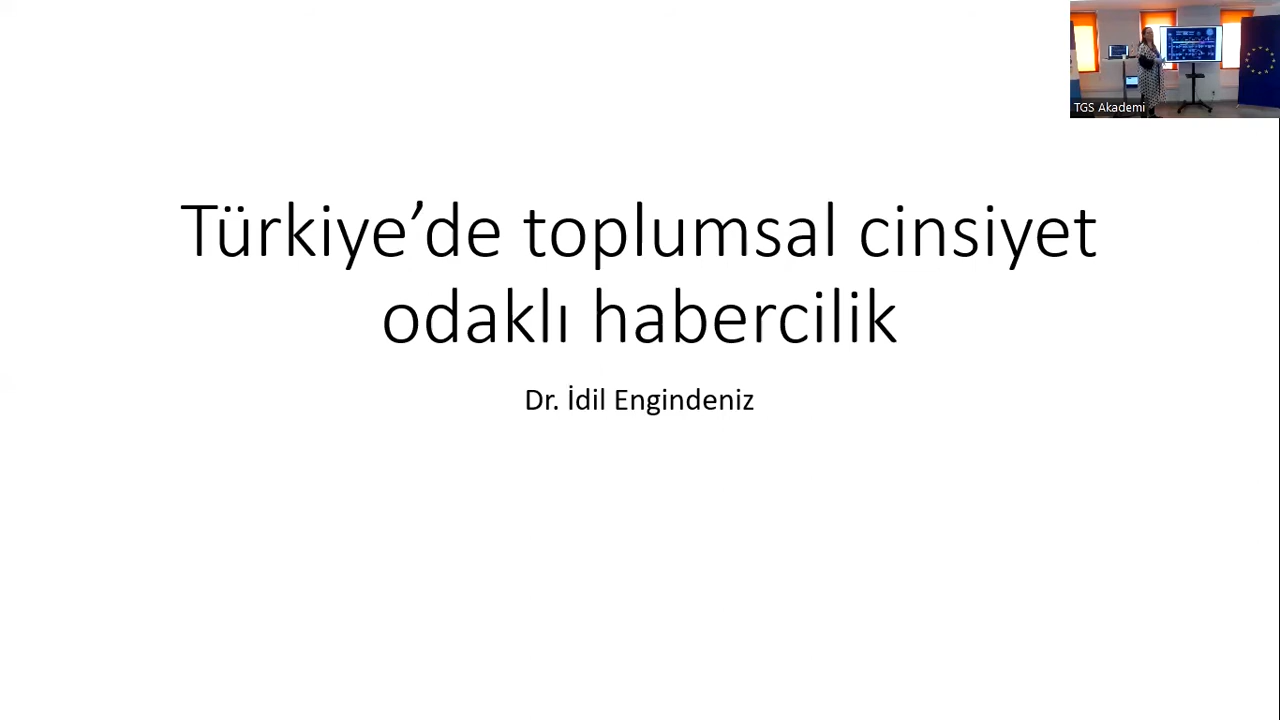 TGS Akademi
Türkiye’de toplumsal cinsiyet
odaklı habercilik
Dr. İdil Engindeniz